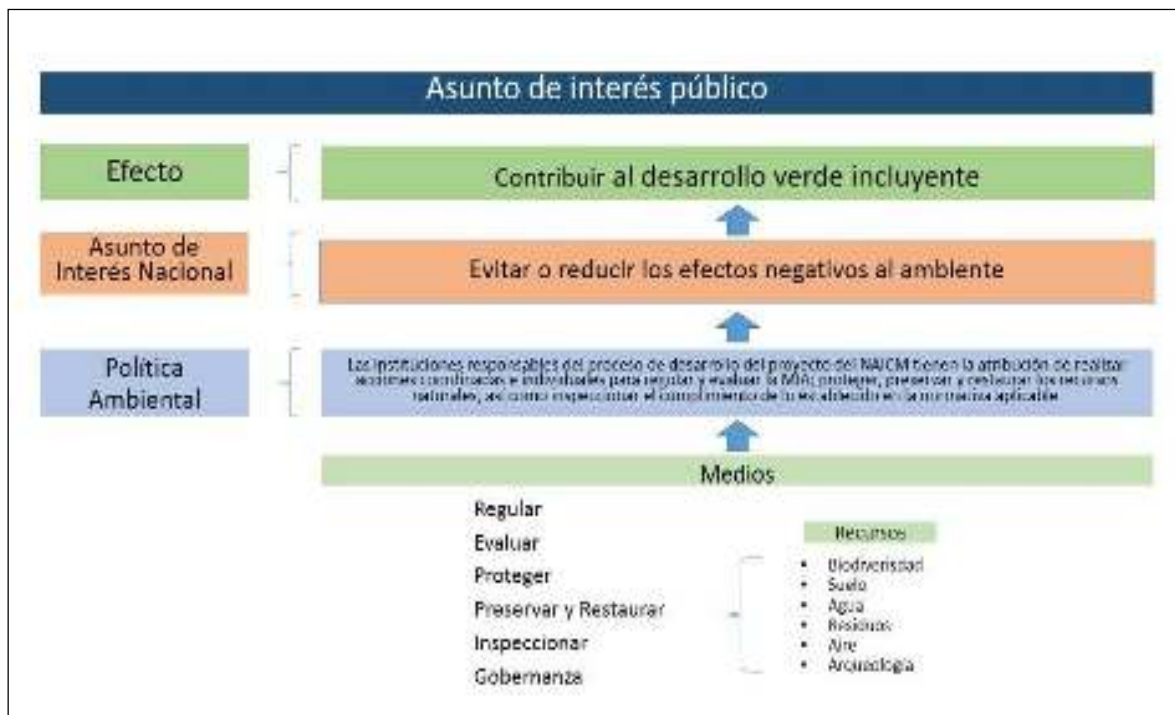 Asunto de interés público
Efecto
Contribuir al desarrollo verde incluyente
Asunto de
Interés Nacional
Evitar o reducir los efectos negativos al ambiente
Política
Ambiental
Las instituciones responsables del proceso de desarrollo del proyecto del NAICM tienen la atribución de realizar
acciones coordinadas e individuales para regular y evaluar la MIA; proteger, preservar y restaurar los recursos
naturales, así como inspeccionar el cumplimiento de lo establecido en la normativa aplicable
Medios
Regular
Evaluar
Proteger
Preservar y Restaurar
Inspeccionar
Gobernanza
Recursos
• Biodiverisdad
• Suelo
• Agua
• Residuos
• Aire
• Arqueología